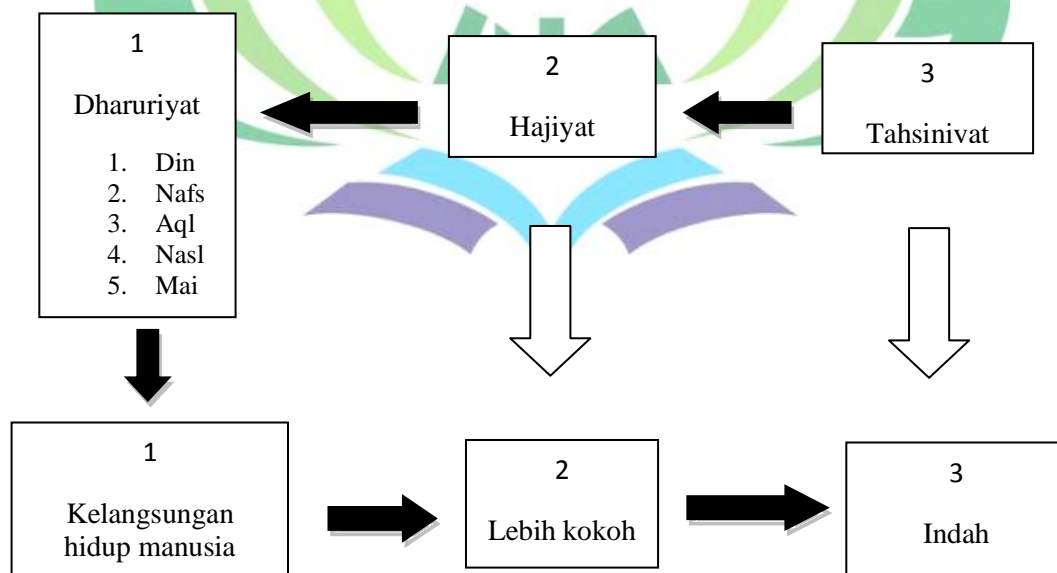 1
Dharuriyat
1. Din
2. Nafs
3. Aql
4. Nasl
5. Mai
2
Hajiyat
3
Tahsinivat
1
Kelangsungan
hidup manusia
2
Lebih kokoh
3
Indah